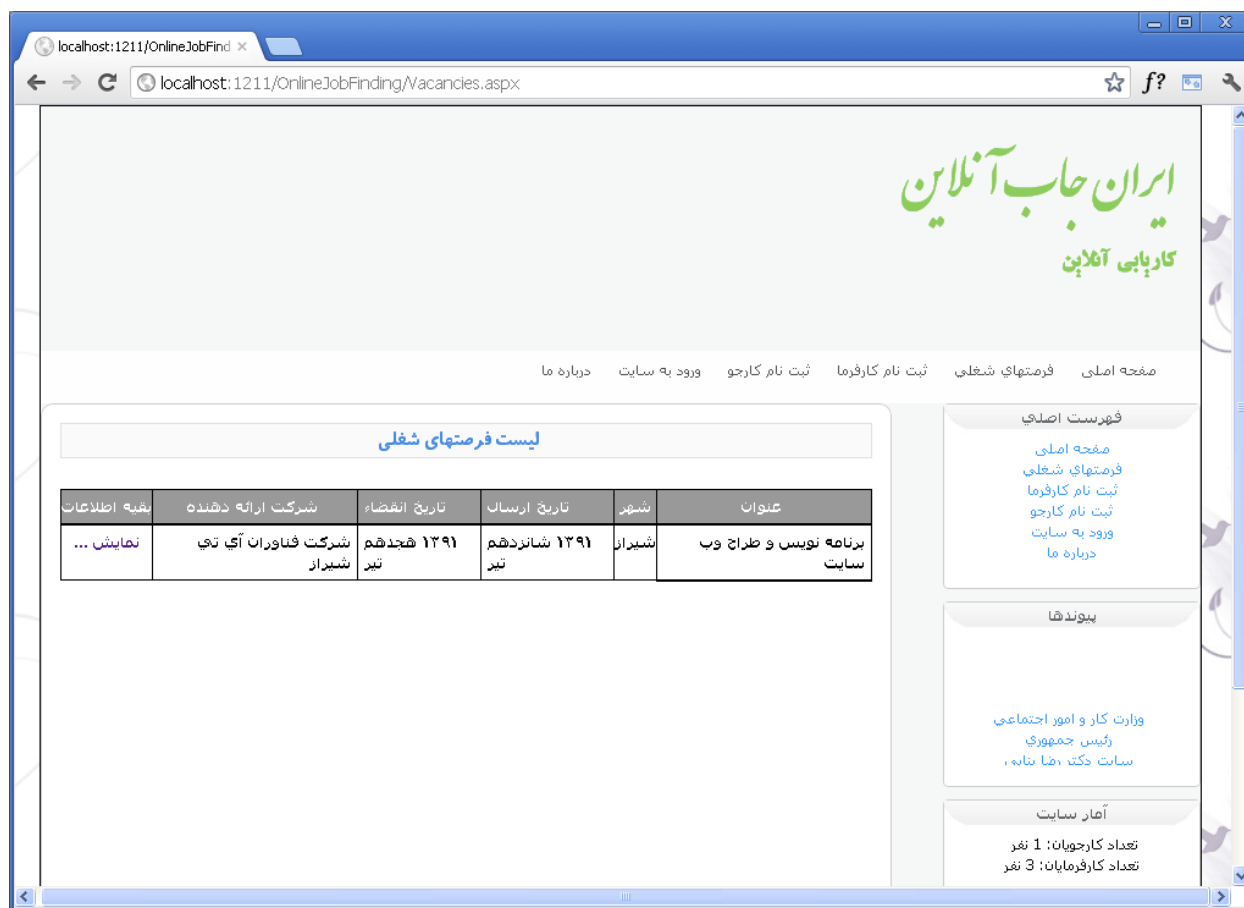 localhost:1211/OnlineJobFind
localhost:1211/OnlineJobFinding/Vacancies.aspx
f?
ایران جاب آنلاین
کاریابی آنلاین
صفحه اصلی فرصتهاي شغلي ثبت نام کارفرما ثبت نام کارجو ورود به سایت درباره ما
فهرست اصلي
صفحه اصلی
فرصتهاي شغلي
ثبت نام کارفرما
ثبت نام کارجو
ورود به سایت
درباره ما
پیوندها
وزارت کار و امور اجتماعي
رئیس جمهوري
سایت دکتر رضا
آمار سایت
تعداد کارجویان: 1 نفر
تعداد کارفرمایان: 3 نفر
لیست فرصتهای شغلی
عنوان شهر تاریخ ارسال تاریخ انقضاء شرکت ارائه دهنده بقیه اطلاعات
برنامه نویس و طراح وب شیراز ۱۳۹۱ شانزدهم ۱۳۹۱ هجدهم شرکت فناوران آي تي نمایش ...
سایت تیر تیر شیراز